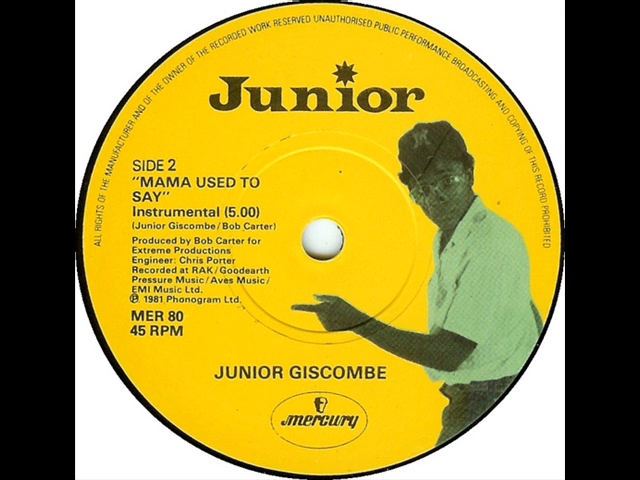 ALL RIGHTS OF THE MANUFACTURER AND OF THE OWNER OF THE RECORDED WORK RESERVED UNAUTHORISED PUBLIC PERFORMANCE BROADCASTING AND COPYING OF THIS RECORD PROHIBITED
Junior
SIDE 2
"MAMA USED TO
SAY"
Instrumental (5.00)
(Junior Giscombe/Bob Carter)
Produced by Bob Carter for
Extreme Productions
Engineer: Chris Porter
Recorded at RAK/Goodearth
Pressure Music/Aves Music/
EMI Music Ltd.
℗ 1981 Phonogram Ltd.
MER 80
45 RPM
JUNIOR GISCOMBE
mercury